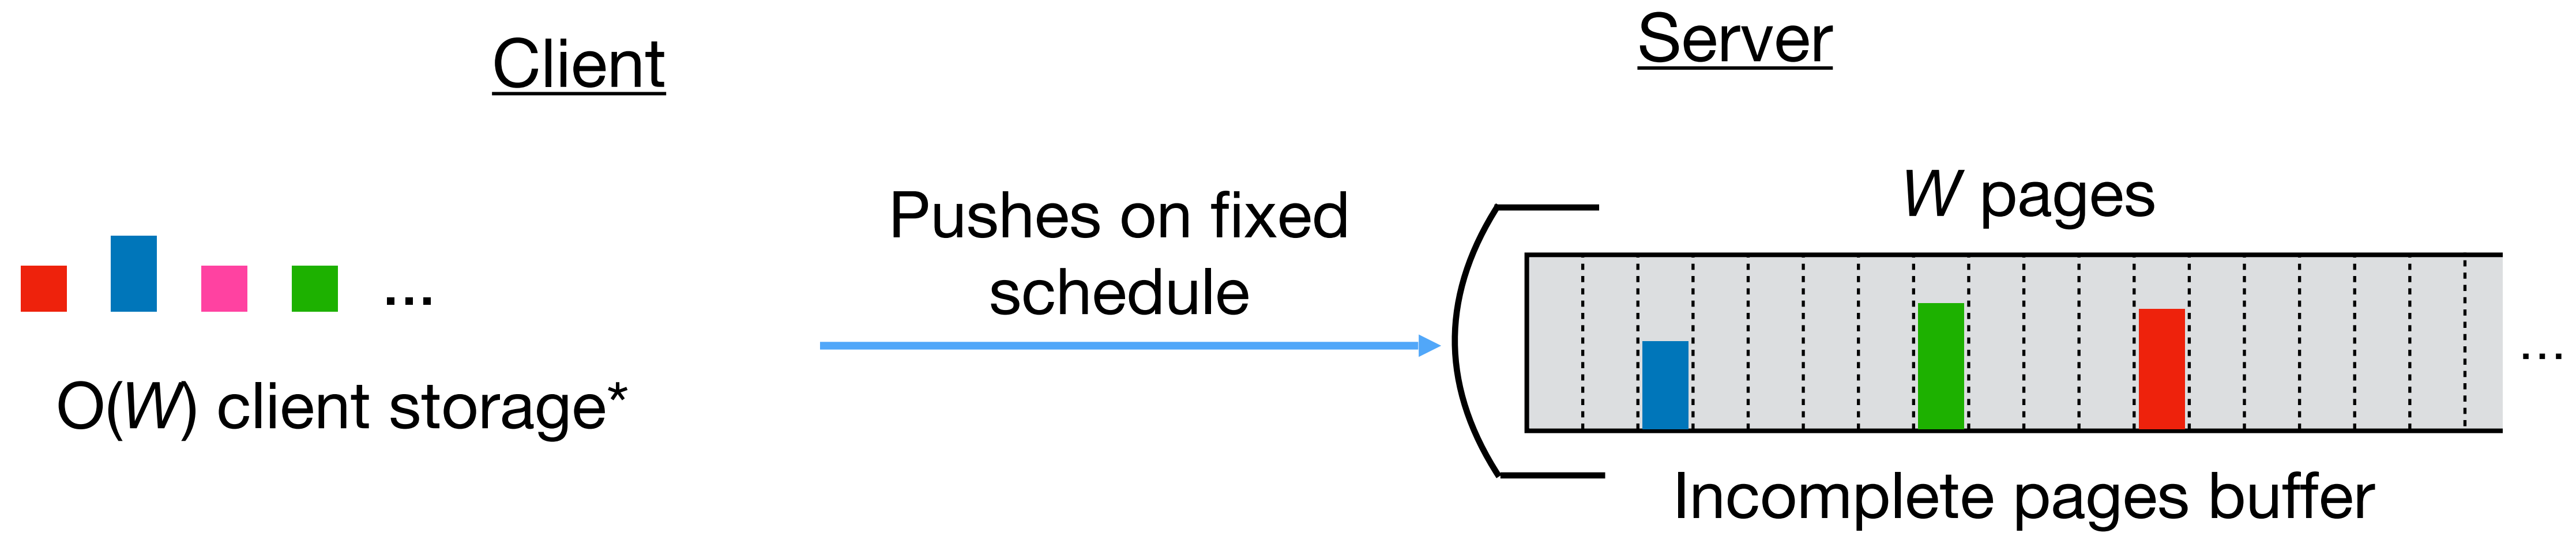 Client
Server
Pushes on fixed
schedule
W pages
...
O(W) client storage*
...
Incomplete pages buffer